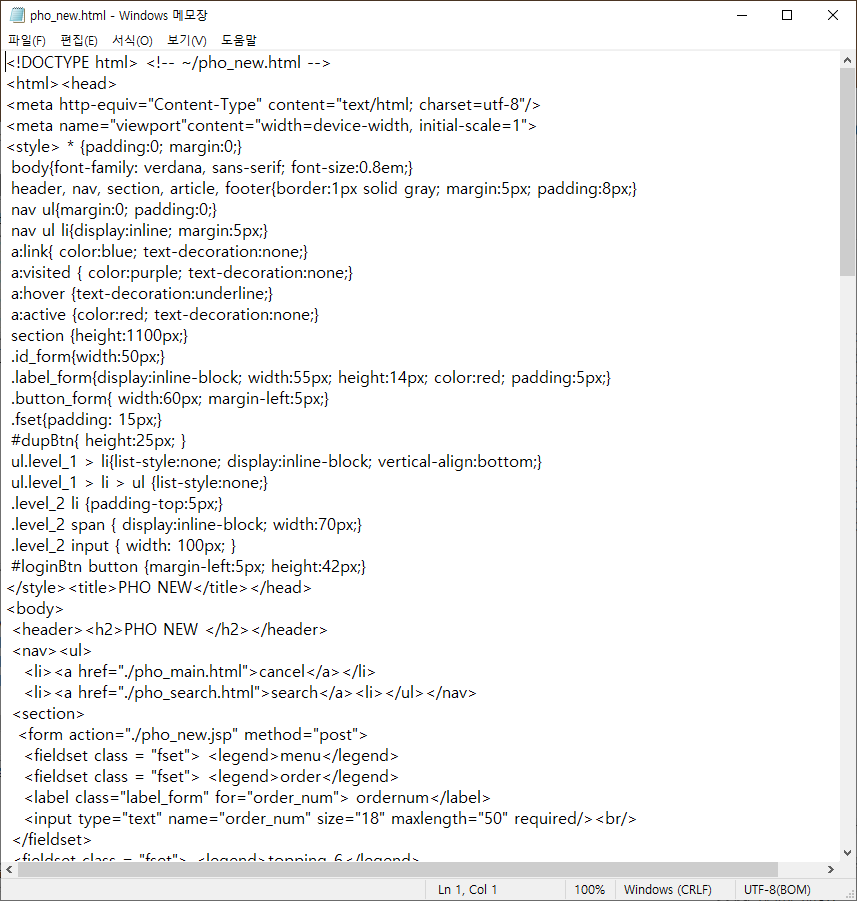 pho_new.html - Windows 메모장
파일(F) 편집(E) 서식(O) 보기(V) 도움말
<!DOCTYPE html> <!-- ~/pho_new.html -->
<html><head>
<meta http-equiv="Content-Type" content="text/html; charset=utf-8"/>
<meta name="viewport"content="width=device-width, initial-scale=1">
<style> * {padding:0; margin:0;}
body{font-family: verdana, sans-serif; font-size:0.8em;}
header, nav, section, article, footer{border:1px solid gray; margin:5px; padding:8px;}
nav ul{margin:0; padding:0;}
nav ul li{display:inline; margin:5px;}
a:link{ color:blue; text-decoration:none;}
a:visited { color:purple; text-decoration:none;}
a:hover {text-decoration:underline;}
a:active {color:red; text-decoration:none;}
section {height:1100px;}
.id_form{width:50px;}
.label_form{display:inline-block; width:55px; height:14px; color:red; padding:5px;}
.button_form{ width:60px; margin-left:5px;}
.fset{padding: 15px;}
#dupBtn{ height:25px; }
ul.level_1 > li{list-style:none; display:inline-block; vertical-align:bottom;}
ul.level_1 > li > ul {list-style:none;}
.level_2 li {padding-top:5px;}
.level_2 span { display:inline-block; width:70px;}
.level_2 input { width: 100px; }
#loginBtn button {margin-left:5px; height:42px;}
</style><title>PHO NEW</title></head>
<body>
<header><h2>PHO NEW </h2></header>
<nav><ul>
<li><a href="./pho_main.html">cancel</a></li>
<li><a href="./pho_search.html">search</a><li></ul></nav>
<section>
<form action="./pho_new.jsp" method="post">
<fieldset class = "fset"> <legend>menu</legend>
<fieldset class = "fset"> <legend>order</legend>
<label class="label_form" for="order_num"> ordernum</label>
<input type="text" name="order_num" size="18" maxlength="50" required/><br/>
</fieldset>
<fieldset class = "fset"> <legend>topping_6</legend>
Ln 1, Col 1 100% Windows (CRLF) UTF-8(BOM)